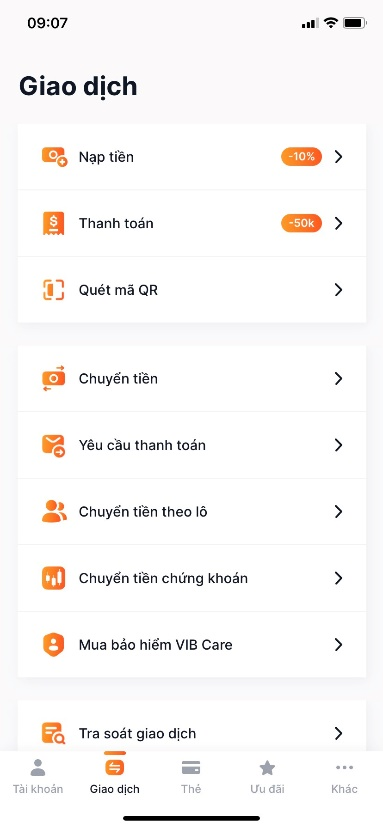 09:07
Giao dịch
Nạp tiền -10%
Thanh toán -50k
Quét mã QR
Chuyển tiền
Yêu cầu thanh toán
Chuyển tiền theo lô
Chuyển tiền chứng khoán
Mua bảo hiểm VIB Care
Tra soát giao dịch
Tài khoản Giao dịch Thẻ Ưu đãi Khác